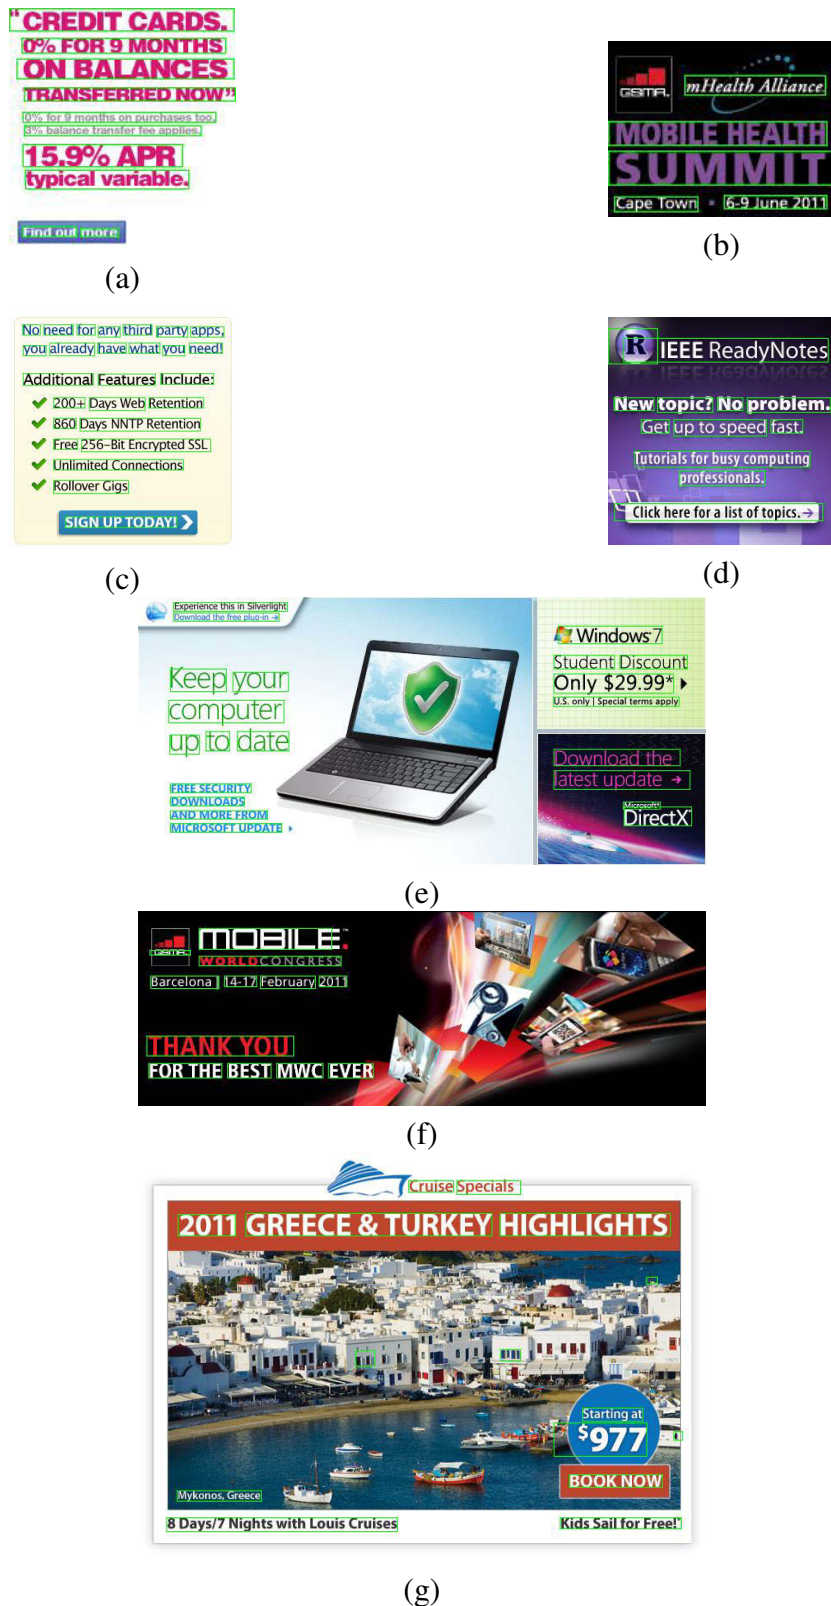 “CREDIT CARDS.
0% FOR 9 MONTHS
ON BALANCES
TRANSFERRED NOW”
0% for 9 months on purchases too.
3% balance transfer fee applies.
15.9% APR
typical variable.
Find out more
(a)
GSMA
mHealth Alliance
MOBILE HEALTH
SUMMIT
Cape Town • 6-9 June 2011
(b)
No need for any third party apps,
you already have what you need!
Additional Features Include:
200+ Days Web Retention
860 Days NNTP Retention
Free 256-Bit Encrypted SSL
Unlimited Connections
Rollover Gigs
SIGN UP TODAY!
(c)
R IEEE ReadyNotes
New topic? No problem.
Get up to speed fast.
Tutorials for busy computing
professionals.
Click here for a list of topics. →
(d)
Experience this in Silverlight
Download the free plug-in →
Keep your
computer
up to date
FREE SECURITY
DOWNLOADS
AND MORE FROM
MICROSOFT UPDATE
Windows 7
Student Discount
Only $29.99*
U.S. only | Special terms apply
Download the
latest update →
Microsoft®
DirectX®
(e)
GSMA
MOBILE™
WORLD CONGRESS
Barcelona | 14-17 February 2011
THANK YOU
FOR THE BEST MWC EVER
(f)
Cruise Specials
2011 GREECE & TURKEY HIGHLIGHTS
Starting at
$977
BOOK NOW
Mykonos, Greece
8 Days/7 Nights with Louis Cruises
Kids Sail for Free!*
(g)